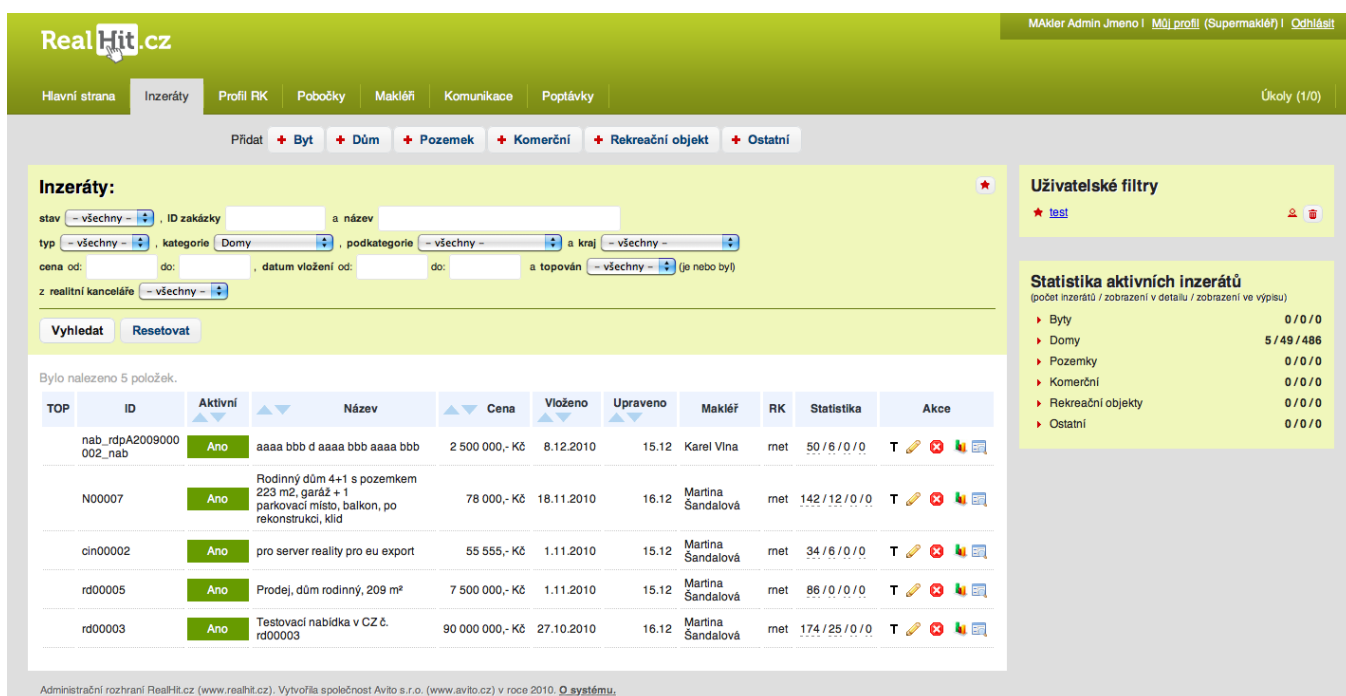 MAkler Admin Jmeno | Můj profil (Supermakléř) | Odhlásit
Real Hit .cz
Hlavní strana Inzeráty Profil RK Pobočky Makléři Komunikace Poptávky Úkoly (1/0)
Přidat Byt Dům Pozemek Komerční Rekreační objekt Ostatní
Inzeráty:
stav – všechny – , ID zakázky a název
typ – všechny – , kategorie Domy , podkategorie – všechny – a kraj – všechny –
cena od: do: , datum vložení od: do: a topován – všechny – (je nebo byl)
z realitní kanceláře – všechny –
Vyhledat Resetovat
Uživatelské filtry
test
Statistika aktivních inzerátů
(počet inzerátů / zobrazení v detailu / zobrazení ve výpisu)
Byty 0 / 0 / 0
Domy 5 / 49 / 486
Pozemky 0 / 0 / 0
Komerční 0 / 0 / 0
Rekreační objekty 0 / 0 / 0
Ostatní 0 / 0 / 0
Bylo nalezeno 5 položek.
TOP ID Aktivní Název Cena Vloženo Upraveno Makléř RK Statistika Akce
nab_rdpA2009000
002_nab Ano aaaa bbb d aaaa bbb aaaa bbb 2 500 000,- Kč 8.12.2010 15.12 Karel Vlna rnet 50 / 6 / 0 / 0 T
N00007 Ano Rodinný dům 4+1 s pozemkem
223 m2, garáž + 1
parkovací místo, balkon, po
rekonstrukci, klid 78 000,- Kč 18.11.2010 16.12 Martina
Šandalová rnet 142 / 12 / 0 / 0 T
cin00002 Ano pro server reality pro eu export 55 555,- Kč 1.11.2010 15.12 Martina
Šandalová rnet 34 / 6 / 0 / 0 T
rd00005 Ano Prodej, dům rodinný, 209 m² 7 500 000,- Kč 1.11.2010 15.12 Martina
Šandalová rnet 86 / 0 / 0 / 0 T
rd00003 Ano Testovací nabídka v CZ č.
rd00003 90 000 000,- Kč 27.10.2010 16.12 Martina
Šandalová rnet 174 / 25 / 0 / 0 T
Administrační rozhraní RealHit.cz (www.realhit.cz). Vytvořila společnost Avito s.r.o. (www.avito.cz) v roce 2010. O systému.